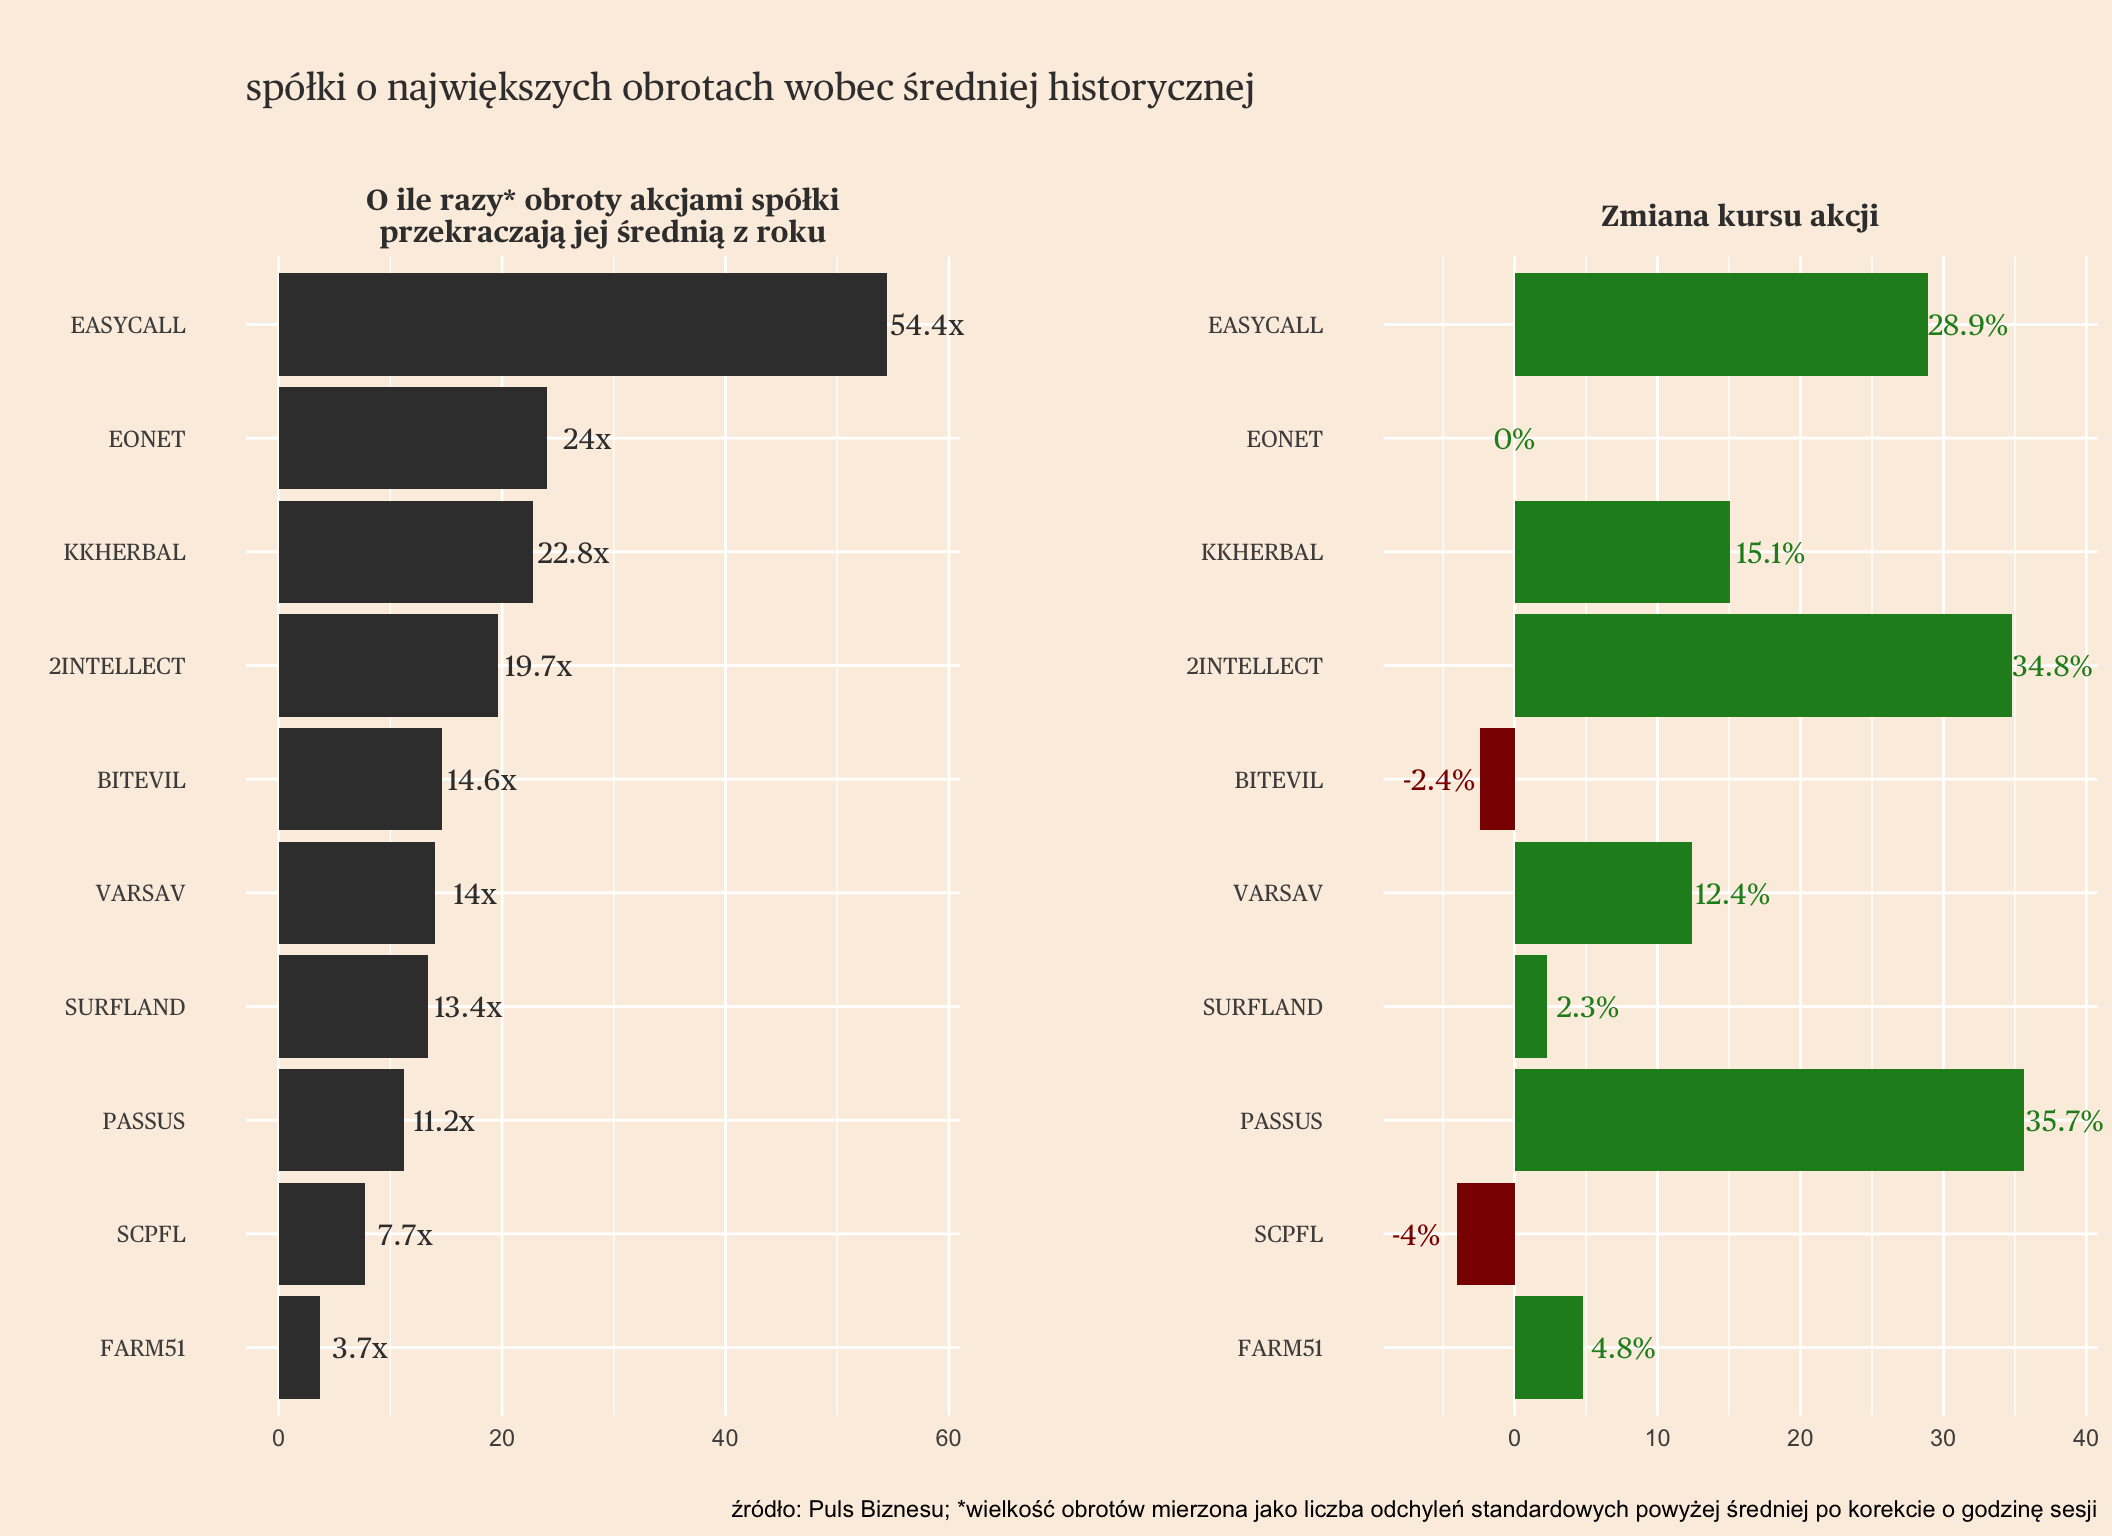 spółki o największych obrotach wobec średniej historycznej
O ile razy* obroty akcjami spółki
przekraczają jej średnią z roku
EASYCALL
54.4x
EONET
24x
KKHERBAL
22.8x
2INTELLECT
19.7x
BITEVIL
14.6x
VARSAV
14x
SURFLAND
13.4x
PASSUS
11.2x
SCPFL
7.7x
FARM51
3.7x
0 20 40 60
Zmiana kursu akcji
EASYCALL
28.9%
EONET
0%
KKHERBAL
15.1%
2INTELLECT
34.8%
BITEVIL
-2.4%
VARSAV
12.4%
SURFLAND
2.3%
PASSUS
35.7%
SCPFL
-4%
FARM51
4.8%
0 10 20 30 40
źródło: Puls Biznesu; *wielkość obrotów mierzona jako liczba odchyleń standardowych powyżej średniej po korekcie o godzinę sesji